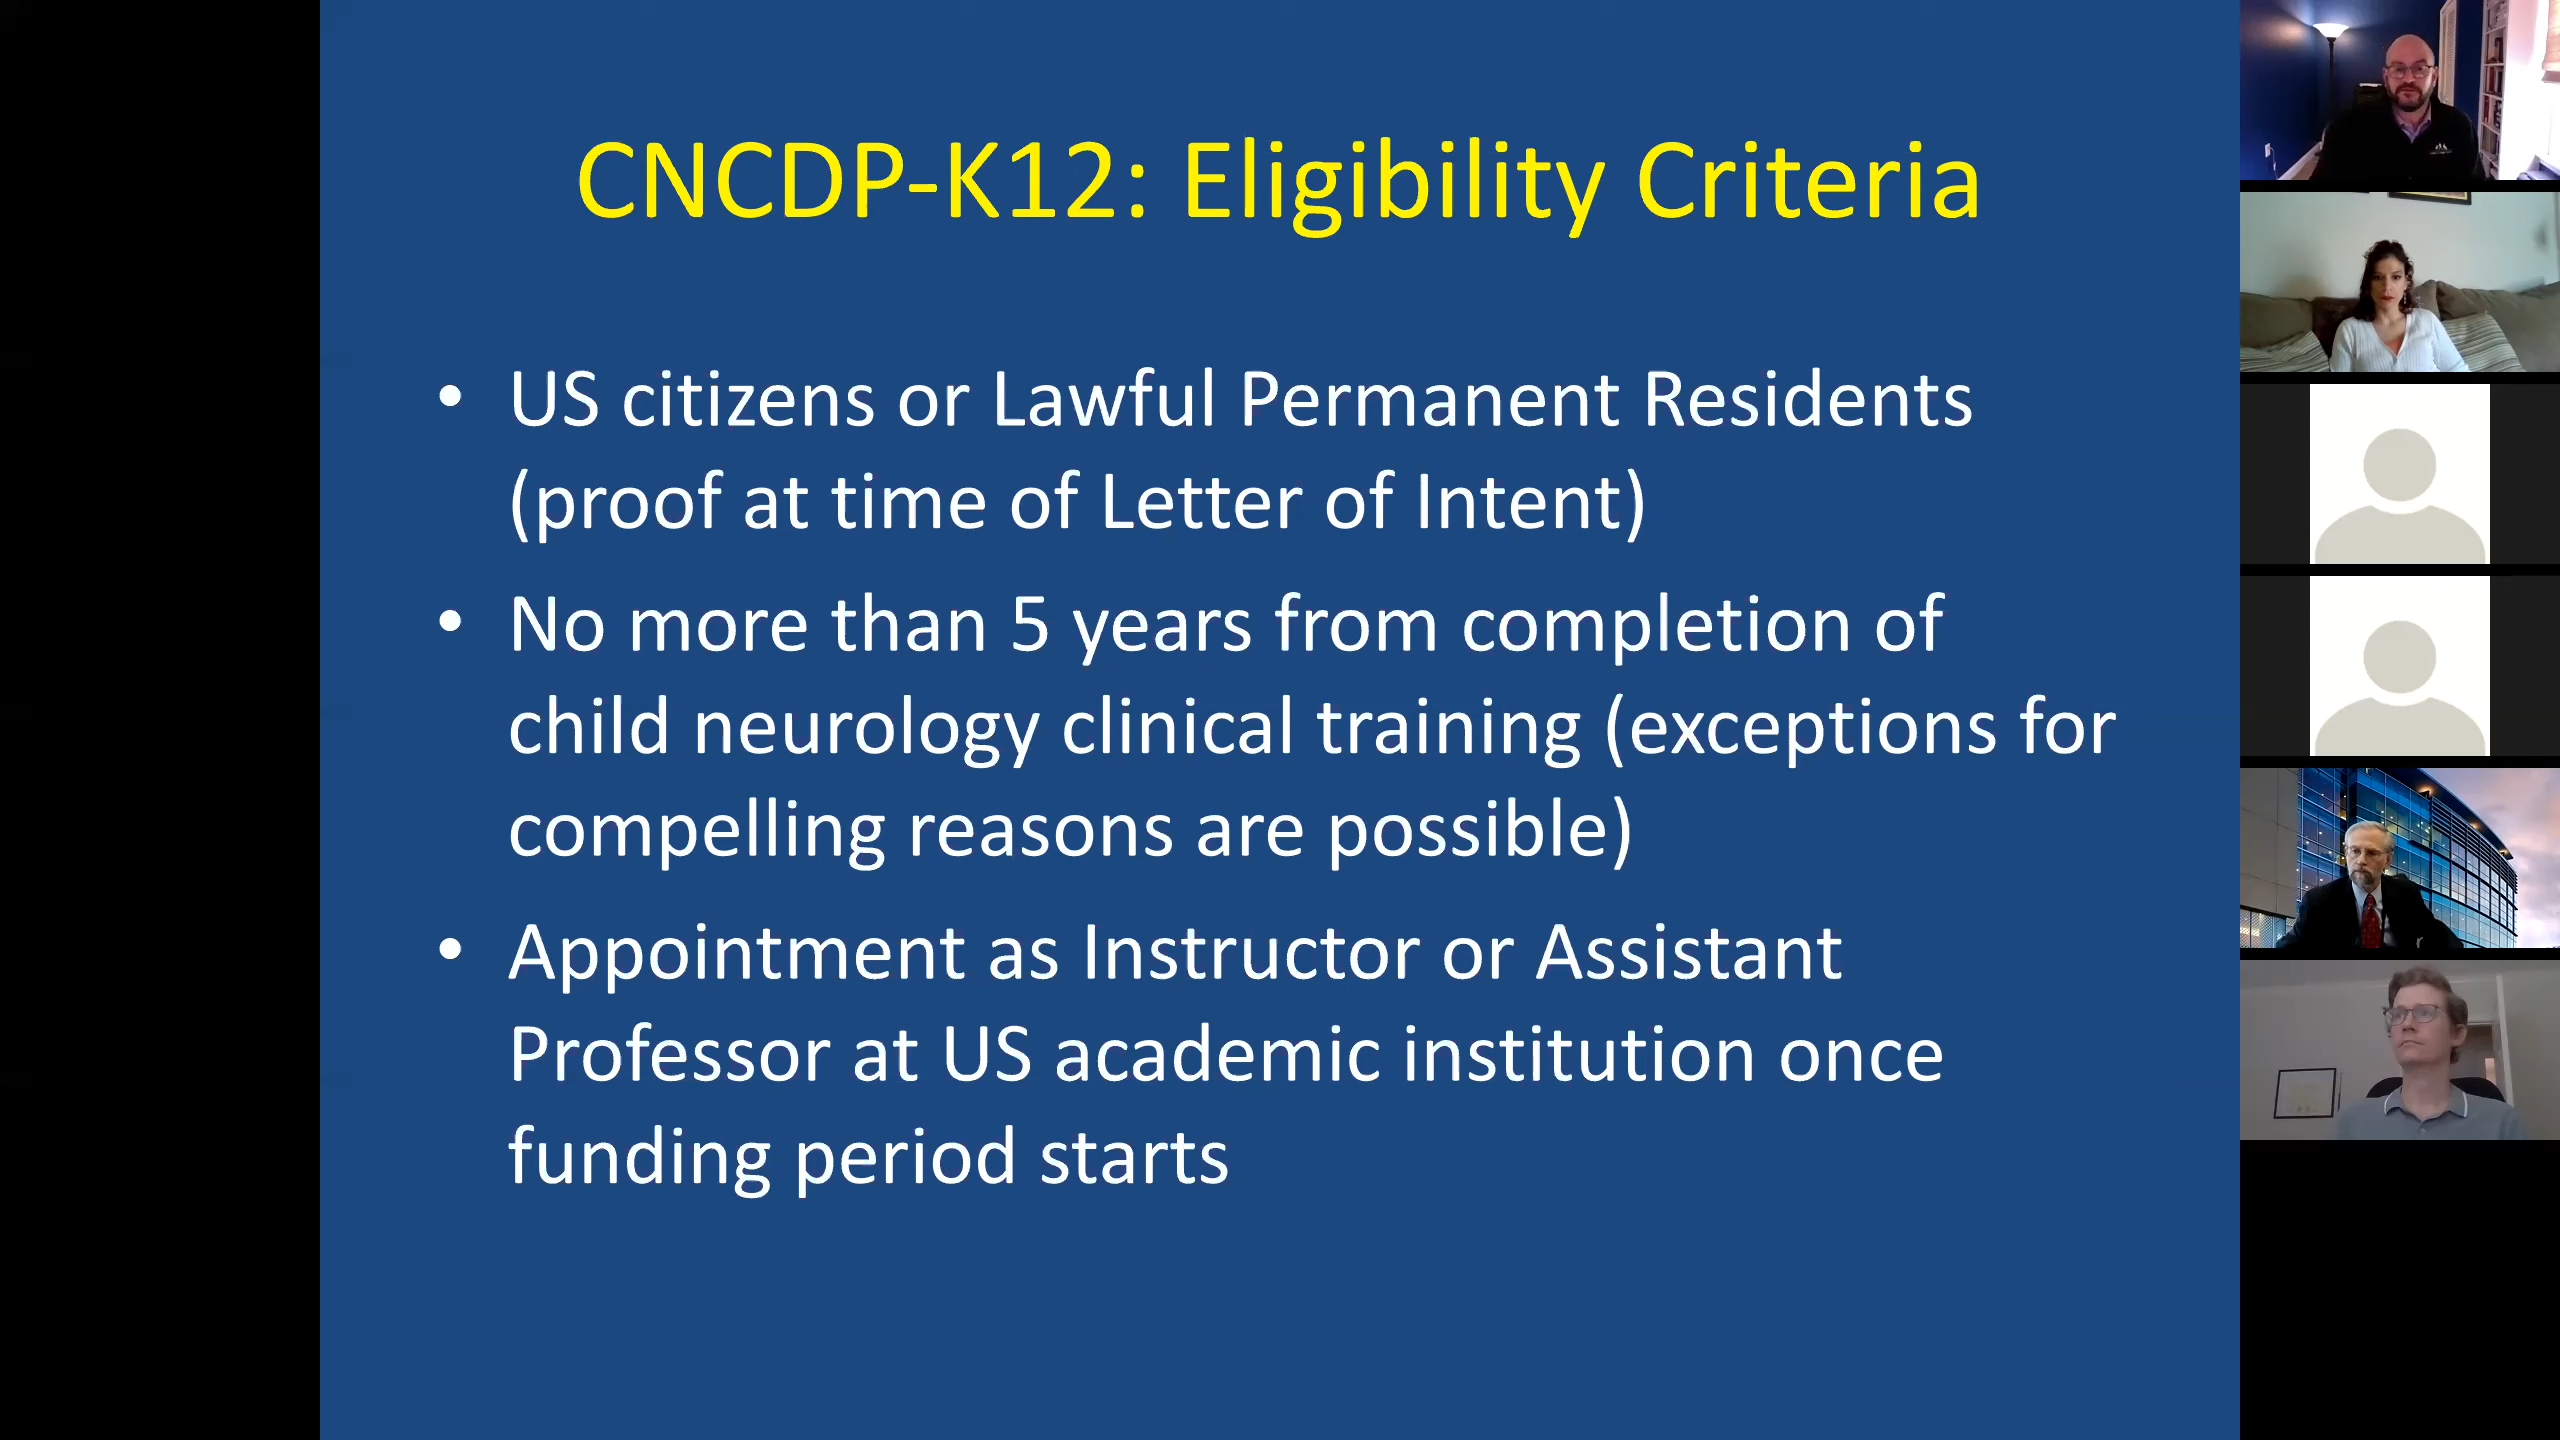 CNCDP-K12: Eligibility Criteria
• US citizens or Lawful Permanent Residents
(proof at time of Letter of Intent)
• No more than 5 years from completion of
child neurology clinical training (exceptions for
compelling reasons are possible)
• Appointment as Instructor or Assistant
Professor at US academic institution once
funding period starts